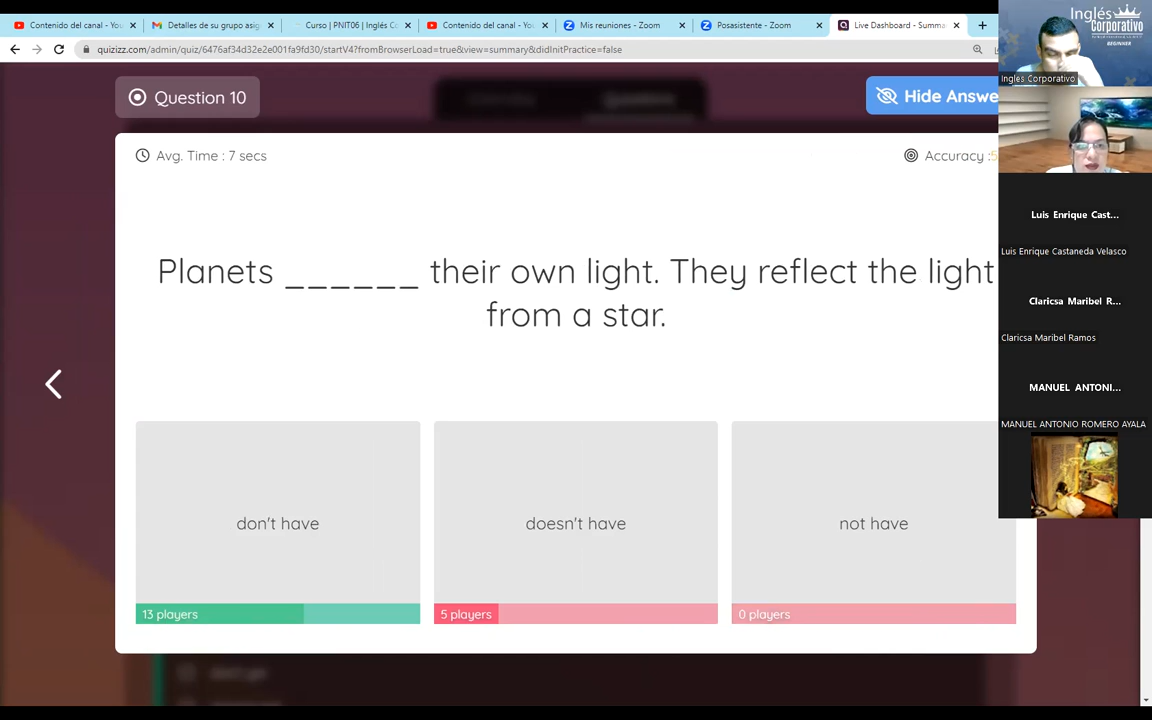 Contenido del canal - You
Detalles de su grupo asig
Curso | PNIT06 | Inglés Co
Contenido del canal - You
Mis reuniones - Zoom
Posasistente - Zoom
Live Dashboard - Summa
quizizz.com/admin/quiz/6476af34d32e2e001fa9fd30/startV4?fromBrowserLoad=true&view=summary&didInitPractice=false
Inglés
Corporativo
BEGINNER
Ingles Corporativo
Question 10
Hide Answe
Avg. Time : 7 secs
Accuracy :5
Planets ______ their own light. They reflect the light
from a star.
don't have
doesn't have
not have
13 players
5 players
0 players
Luis Enrique Cast...
Luis Enrique Castaneda Velasco
Claricsa Maribel R...
Claricsa Maribel Ramos
MANUEL ANTONI...
MANUEL ANTONIO ROMERO AYALA